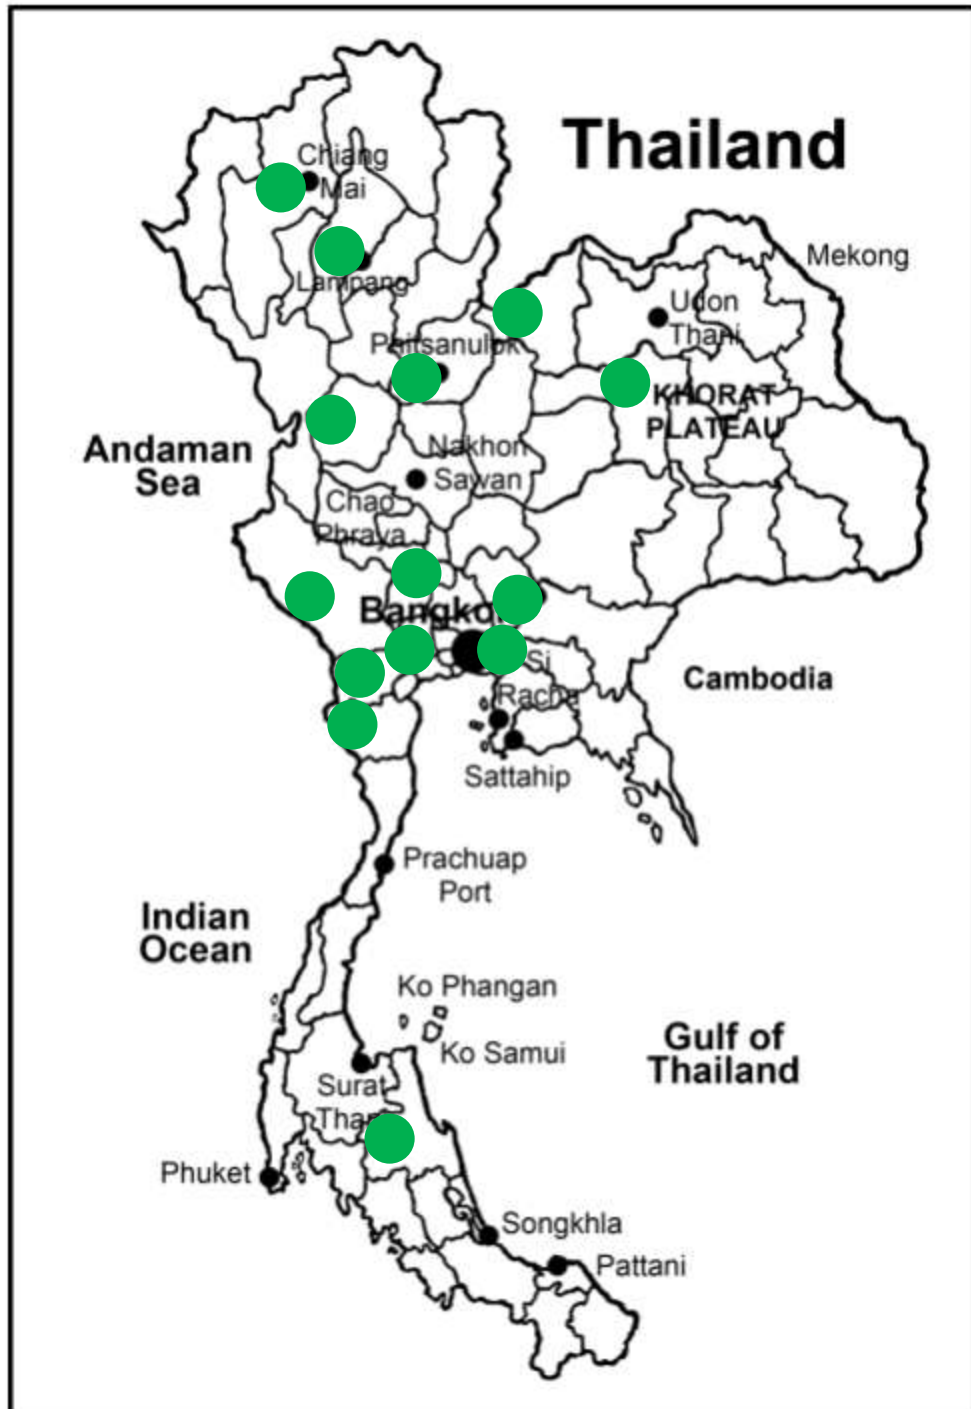 Thailand
Chiang
Mai
Mekong
Lampang
Udon
Thani
Phitsanulok
KHORAT
PLATEAU
Andaman
Sea
Nakhon
Sawan
Chao
Phraya
Si
Racha
Cambodia
Sattahip
Prachuap
Port
Indian
Ocean
Ko Phangan
Gulf of
Thailand
Ko Samui
Surat
Phuket
Songkhla
Pattani